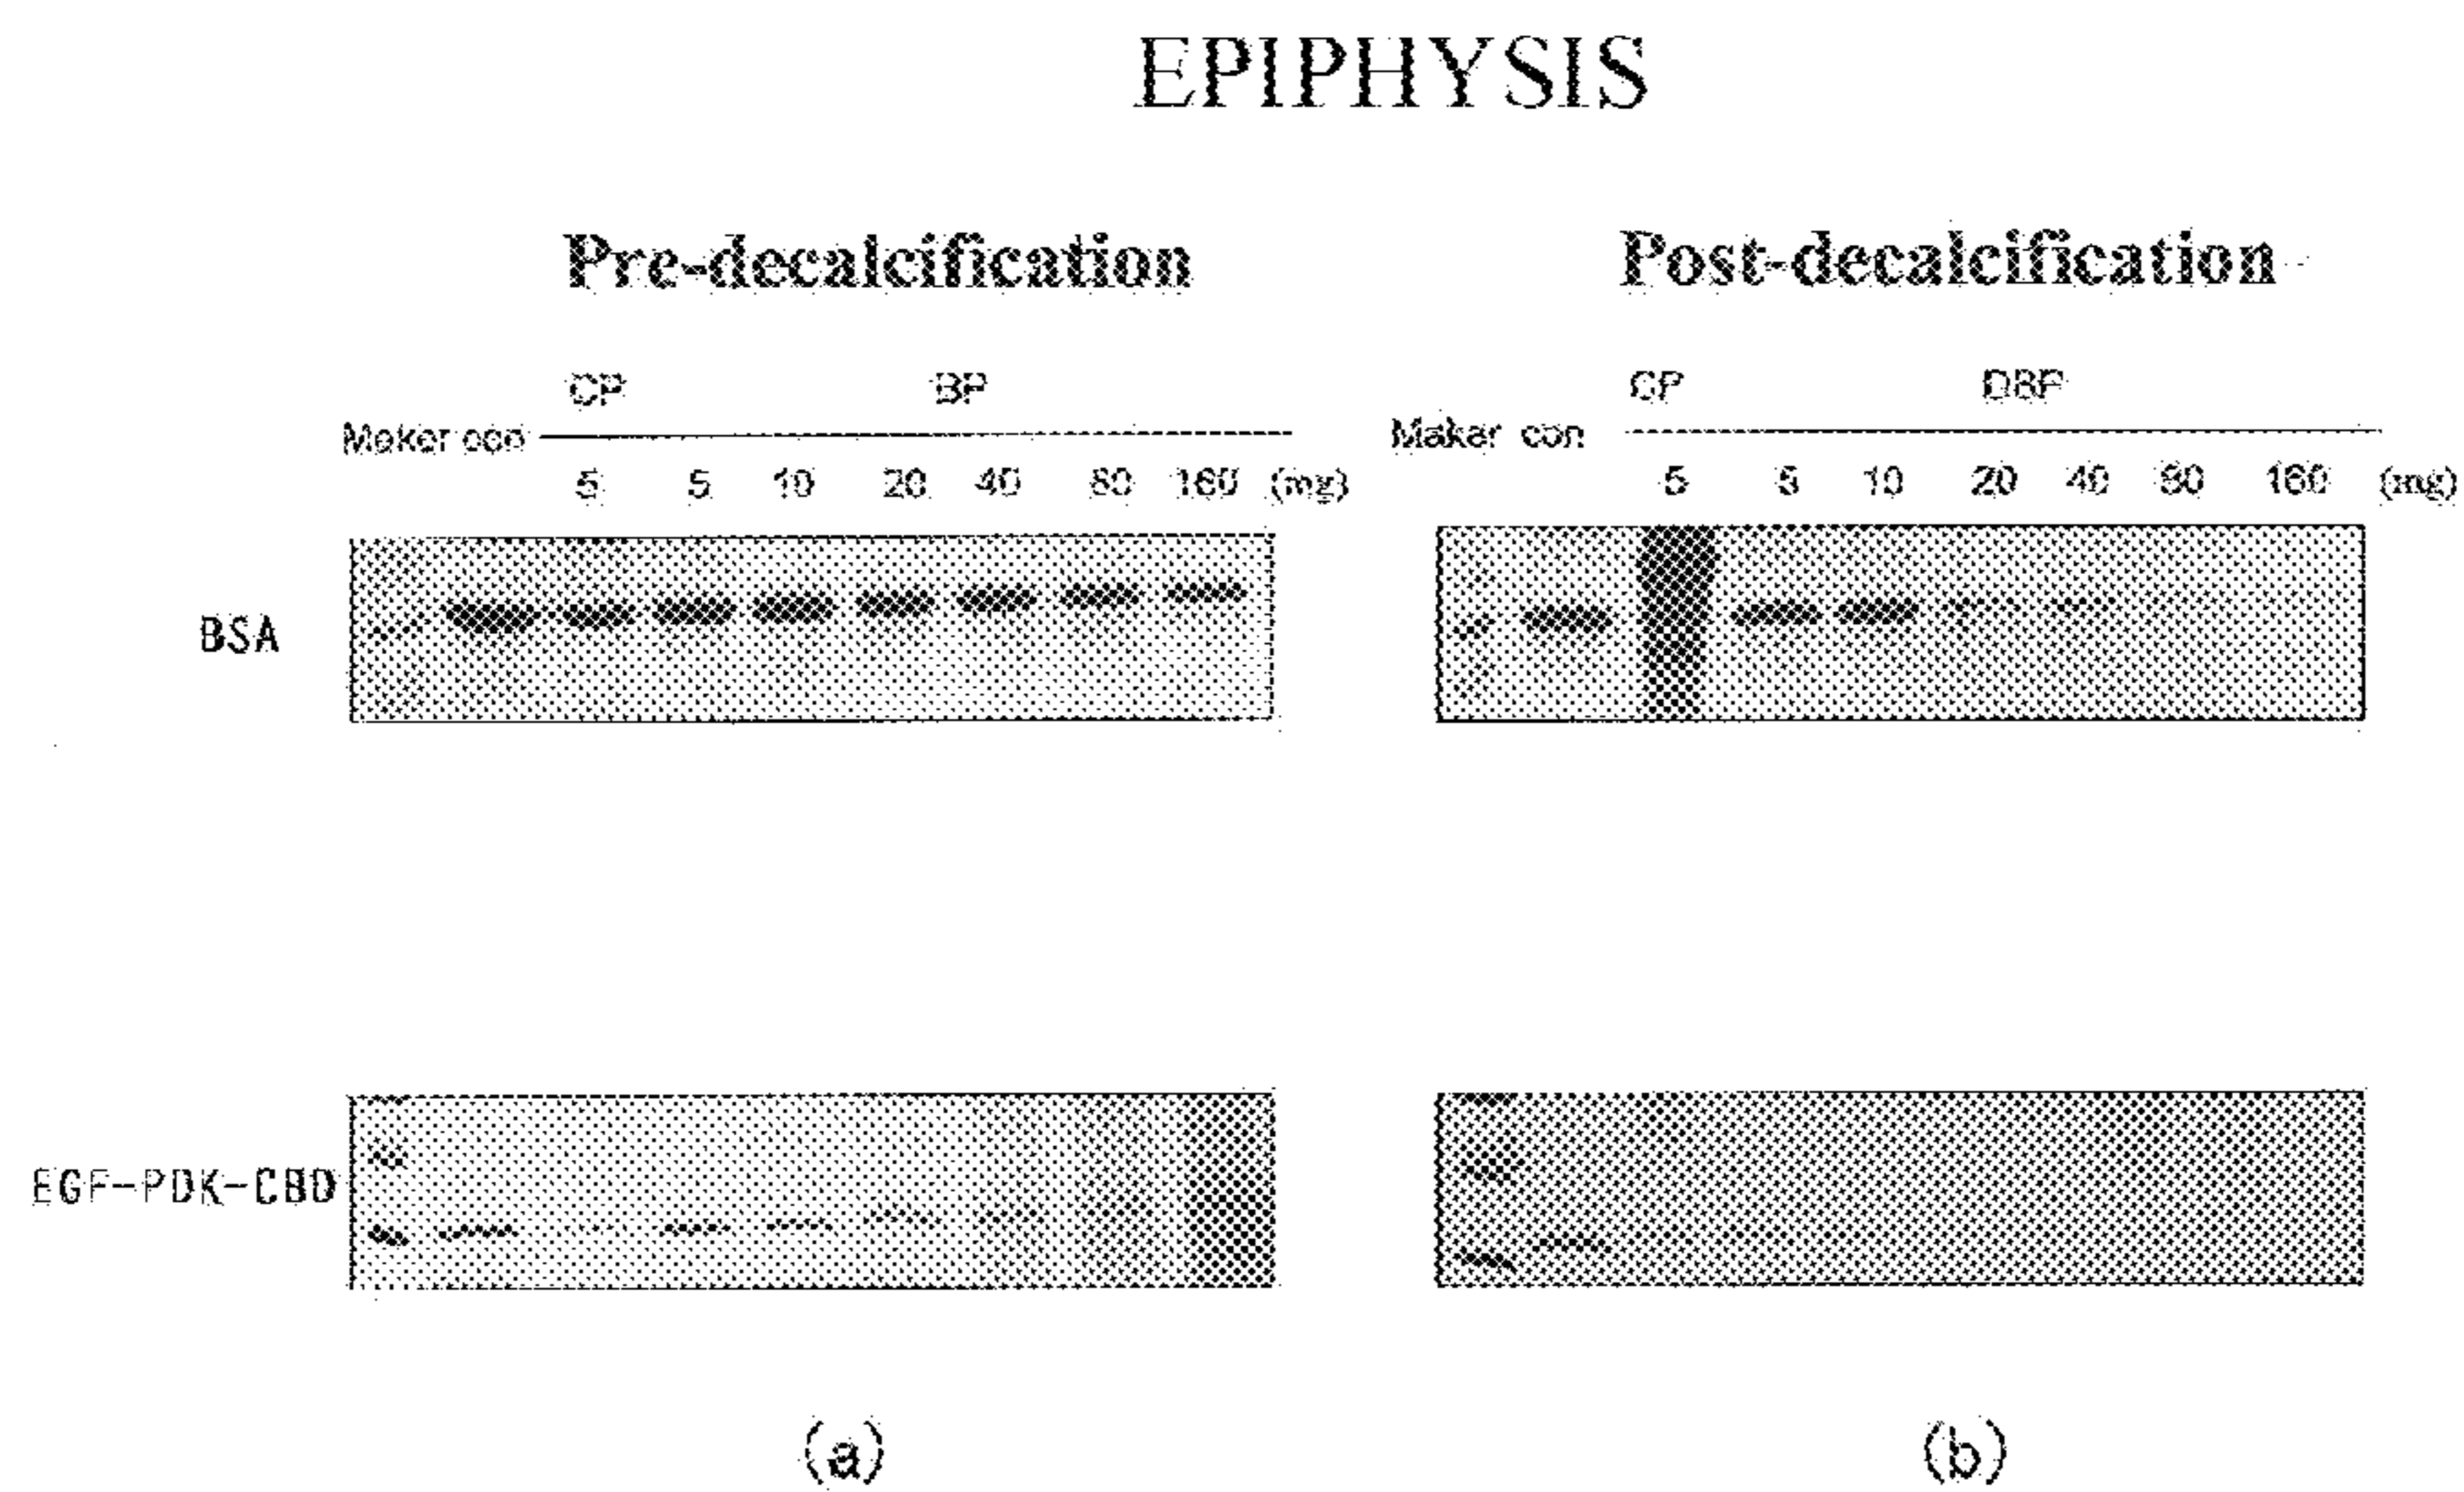 EPIPHYSIS
Pre-decalcification Post-decalcification
CP BP CP DBP
Maker con Maker con
5 5 10 20 40 80 160 (mg) 5 5 10 20 40 80 160 (mg)
BSA
EGF-PDK-CBD
(a) (b)